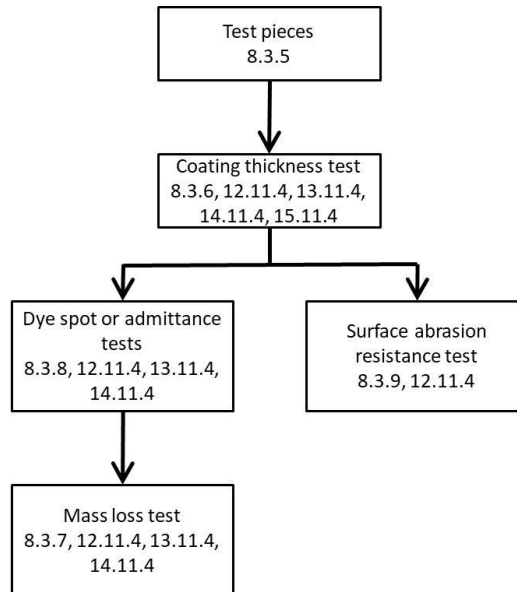 Test pieces
8.3.5
Coating thickness test
8.3.6, 12.11.4, 13.11.4,
14.11.4, 15.11.4
Dye spot or admittance
tests
8.3.8, 12.11.4, 13.11.4,
14.11.4
Surface abrasion
resistance test
8.3.9, 12.11.4
Mass loss test
8.3.7, 12.11.4, 13.11.4,
14.11.4